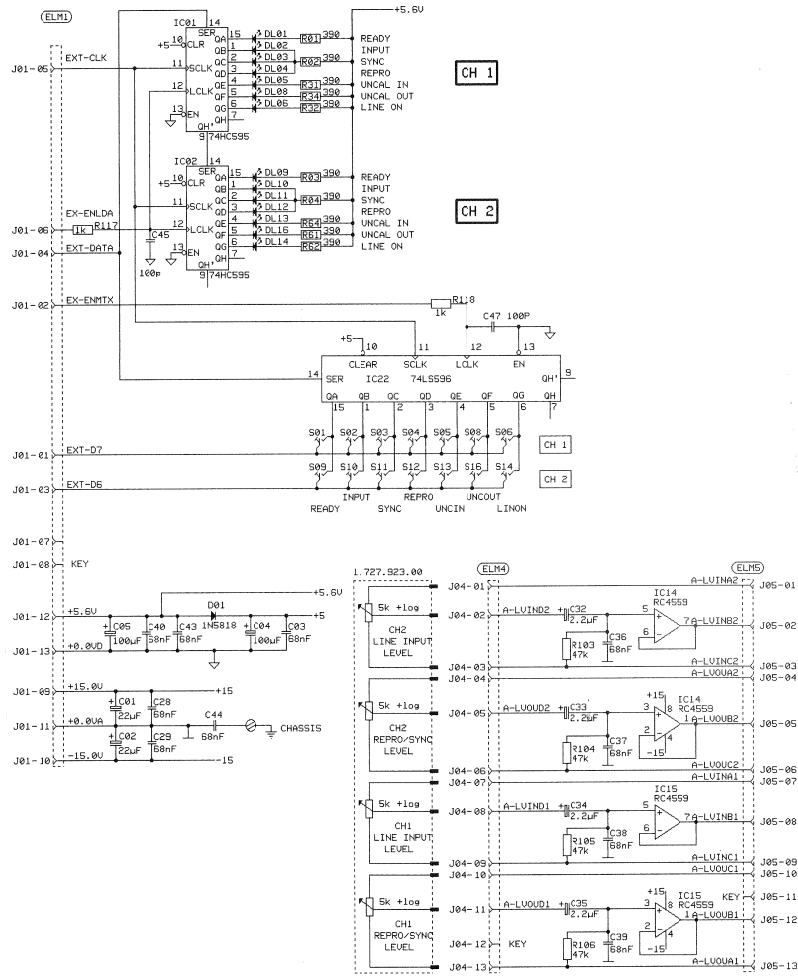 ELM1
+5.6V
IC01
SER 14
+5 10 CLR
QA 15 DL01 R01 390 READY
QB 1 DL02 INPUT
J01-05 EXT-CLK 11 SCLK QC 2 DL03 R02 390 SYNC
QD 3 DL04 REPRO
12 LCLK QE 4 DL05 R31 390 UNCAL IN
QF 5 DL08 R34 390 UNCAL OUT
13 EN QG 6 DL06 R32 390 LINE ON
QH 7
QH'
9 74HC595
CH 1
IC02
SER 14
+5 10 CLR
QA 15 DL09 R03 390 READY
QB 1 DL10 INPUT
11 SCLK QC 2 DL11 R04 390 SYNC
QD 3 DL12 REPRO
J01-06 EX-ENLDA 1k R117 12 LCLK QE 4 DL13 R64 390 UNCAL IN
C45 100p
QF 5 DL16 R61 390 UNCAL OUT
13 EN QG 6 DL14 R62 390 LINE ON
QH 7
QH'
9 74HC595
CH 2
J01-04 EXT-DATA
J01-02 EX-ENMTX R118 1k
C47 100P
+5 10 11 12 13
CLEAR SCLK LCLK EN
14 SER IC22 74LS596 QH' 9
QA QB QC QD QE QF QG QH
15 1 2 3 4 5 6 7
S01 S02 S03 S04 S05 S08 S06 CH 1
J01-01 EXT-D7
S09 S10 S11 S12 S13 S16 S14 CH 2
J01-03 EXT-D6
INPUT REPRO UNCOUT
READY SYNC UNCIN LINON
J01-07
J01-08 KEY
+5.6V
J01-12 +5.6V D01 1N5818 +5
+ C05 100µF C40 68nF C43 68nF + C04 100µF C03 68nF
J01-13 +0.0VD
J01-09 +15.0V +15
+ C01 22µF C28 68nF
J01-11 +0.0VA C44 68nF CHASSIS
+ C02 22µF C29 68nF
J01-10 -15.0V -15
1.727.923.00 ELM4 ELM5
J04-01 A-LVINA2 J05-01
5k +log
CH2
LINE INPUT
LEVEL
J04-02 A-LVIND2 + C32 2.2µF 5 IC14 RC4559 7 A-LVINB2 J05-02
6
R103 47k C36 68nF
J04-03 A-LVINC2 J05-03
J04-04 A-LVOUA2
5k +log
CH2
REPRO/SYNC
LEVEL
J04-05 A-LVOUD2 + C33 2.2µF +15 3 8 IC14 RC4559 1 A-LVOUB2 J05-05
2 4 -15
R104 47k C37 68nF
J04-06 A-LVOUC2 J05-06
J04-07 A-LVINA1 J05-07
5k +log
CH1
LINE INPUT
LEVEL
J04-08 A-LVIND1 + C34 2.2µF 5 IC15 RC4559 7 A-LVINB1 J05-08
6
R105 47k C38 68nF
J04-09 A-LVINC1 J05-09
J04-10 A-LVOUC1 J05-10
5k +log
CH1
REPRO/SYNC
LEVEL
KEY J05-11
J04-11 A-LVOUD1 + C35 2.2µF +15 3 8 IC15 RC4559 1 A-LVOUB1 J05-12
2 4 -15
J04-12 KEY
R106 47k C39 68nF
J04-13 A-LVOUA1 J05-13